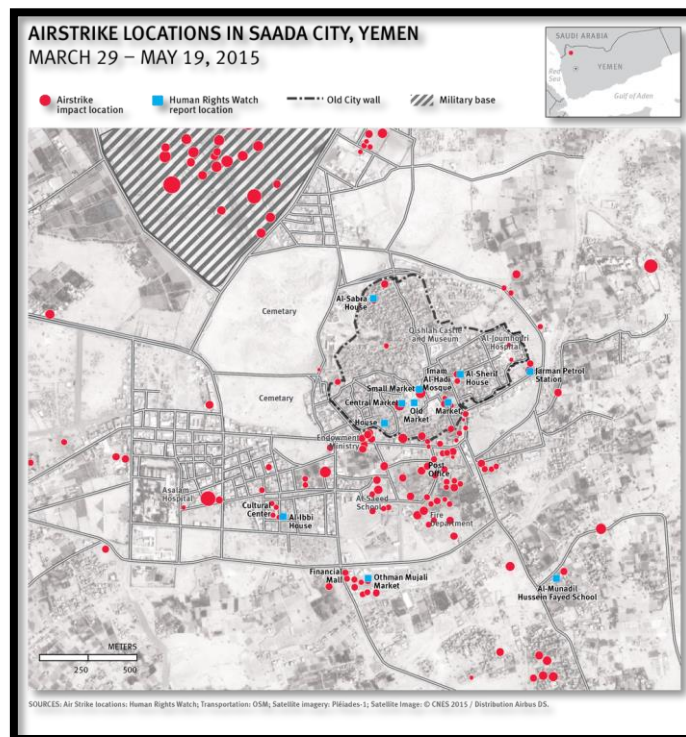 AIRSTRIKE LOCATIONS IN SAADA CITY, YEMEN
MARCH 29 – MAY 19, 2015
SAUDI ARABIA
Red
Sea
YEMEN
Gulf of Aden
Airstrike
impact location
Human Rights Watch
report location
Old City wall
Military base
Cemetary
Al-Sabra
House
Qishlah Castle
and Museum
Al-Joumhouri
Hospital
Imam
Al-Hadi
Mosque
Al-Sherif
House
Jarman Petrol
Station
Small Market
Cemetary
Central Market
Old
Market
Market
House
Endowment
Ministry
Post
Office
Asalam
Hospital
Al-Saeed
School
Cultural
Center
Al-Ibbi
House
Fire
Department
Financial
Mall
Othman Mujali
Market
Al-Munadil
Hussein Fayed School
METERS
250
500
SOURCES: Air Strike locations: Human Rights Watch; Transportation: OSM; Satellite imagery: Pléiades-1; Satellite Image: © CNES 2015 / Distribution Airbus DS.